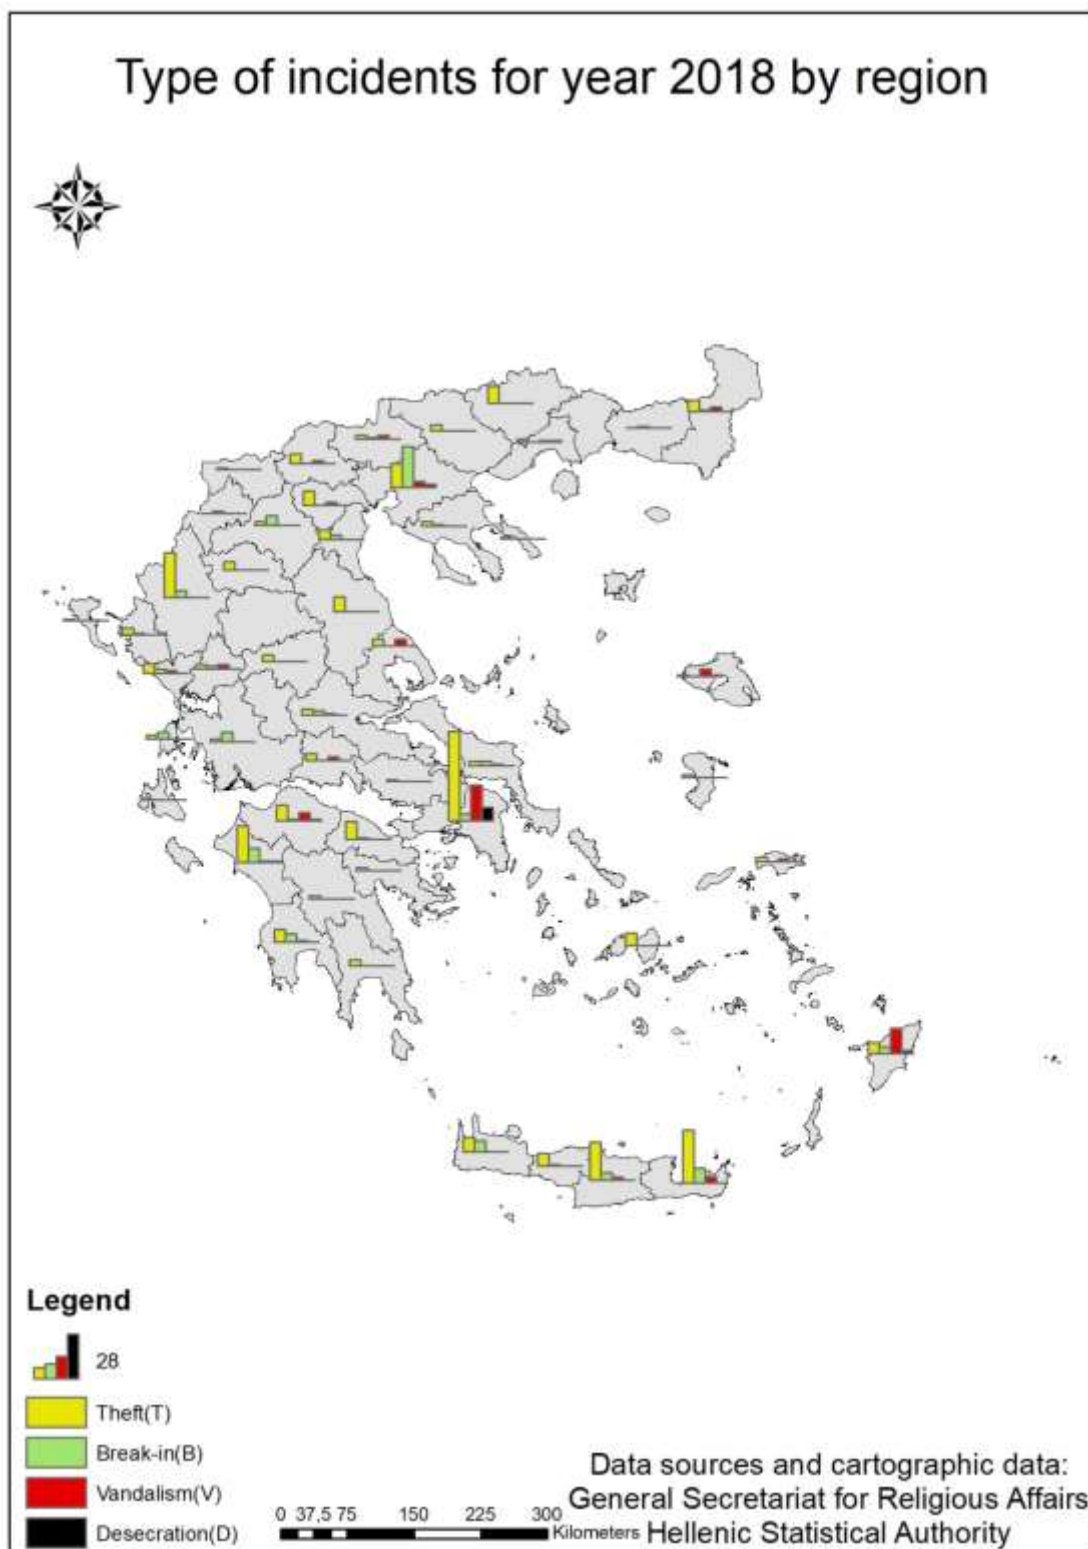 Type of incidents for year 2018 by region
Legend
28
Theft(T)
Break-in(B)
Vandalism(V)
Desecration(D)
0 37,5 75 150 225 300
Kilometers
Data sources and cartographic data:
General Secretariat for Religious Affairs
Hellenic Statistical Authority